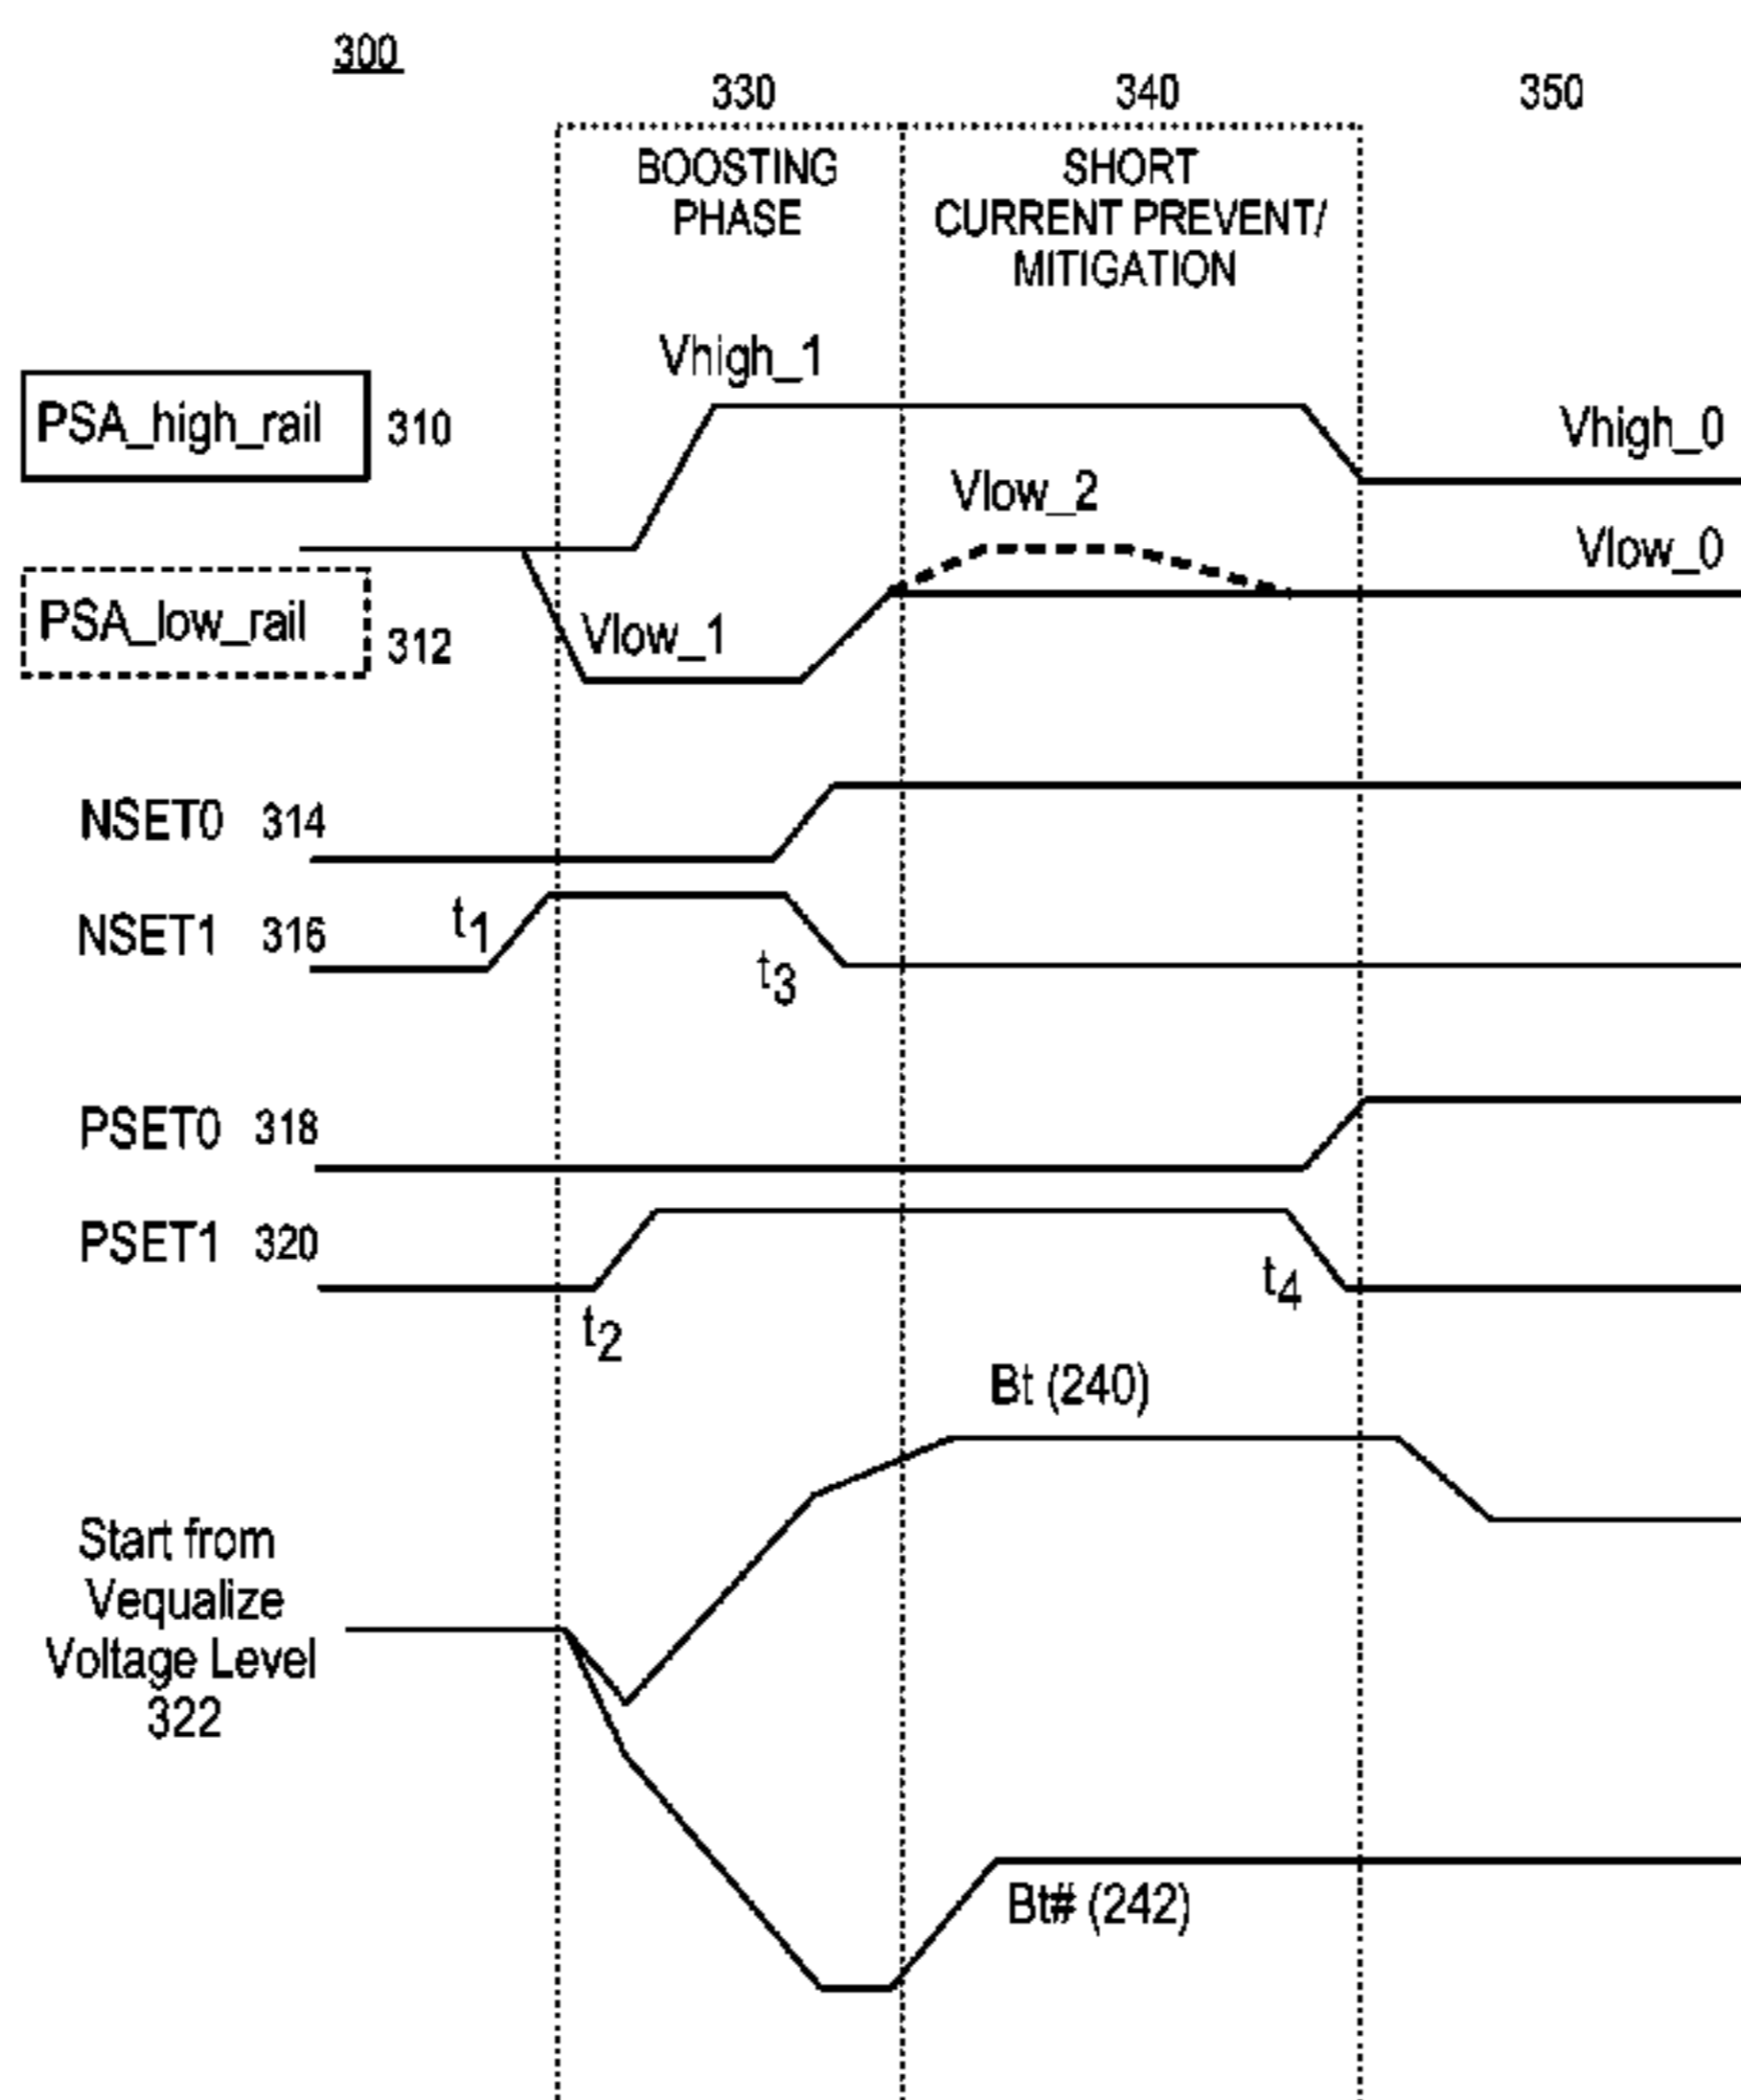 300
330
340
350
BOOSTING
PHASE
SHORT
CURRENT PREVENT/
MITIGATION
Vhigh_1
PSA_high_rail
310
Vhigh_0
Vlow_2
Vlow_0
PSA_low_rail
312
Vlow_1
NSET0 314
NSET1 316
t1
t3
PSET0 318
PSET1 320
t2
t4
Bt (240)
Start from
Vequalize
Voltage Level
322
Bt# (242)